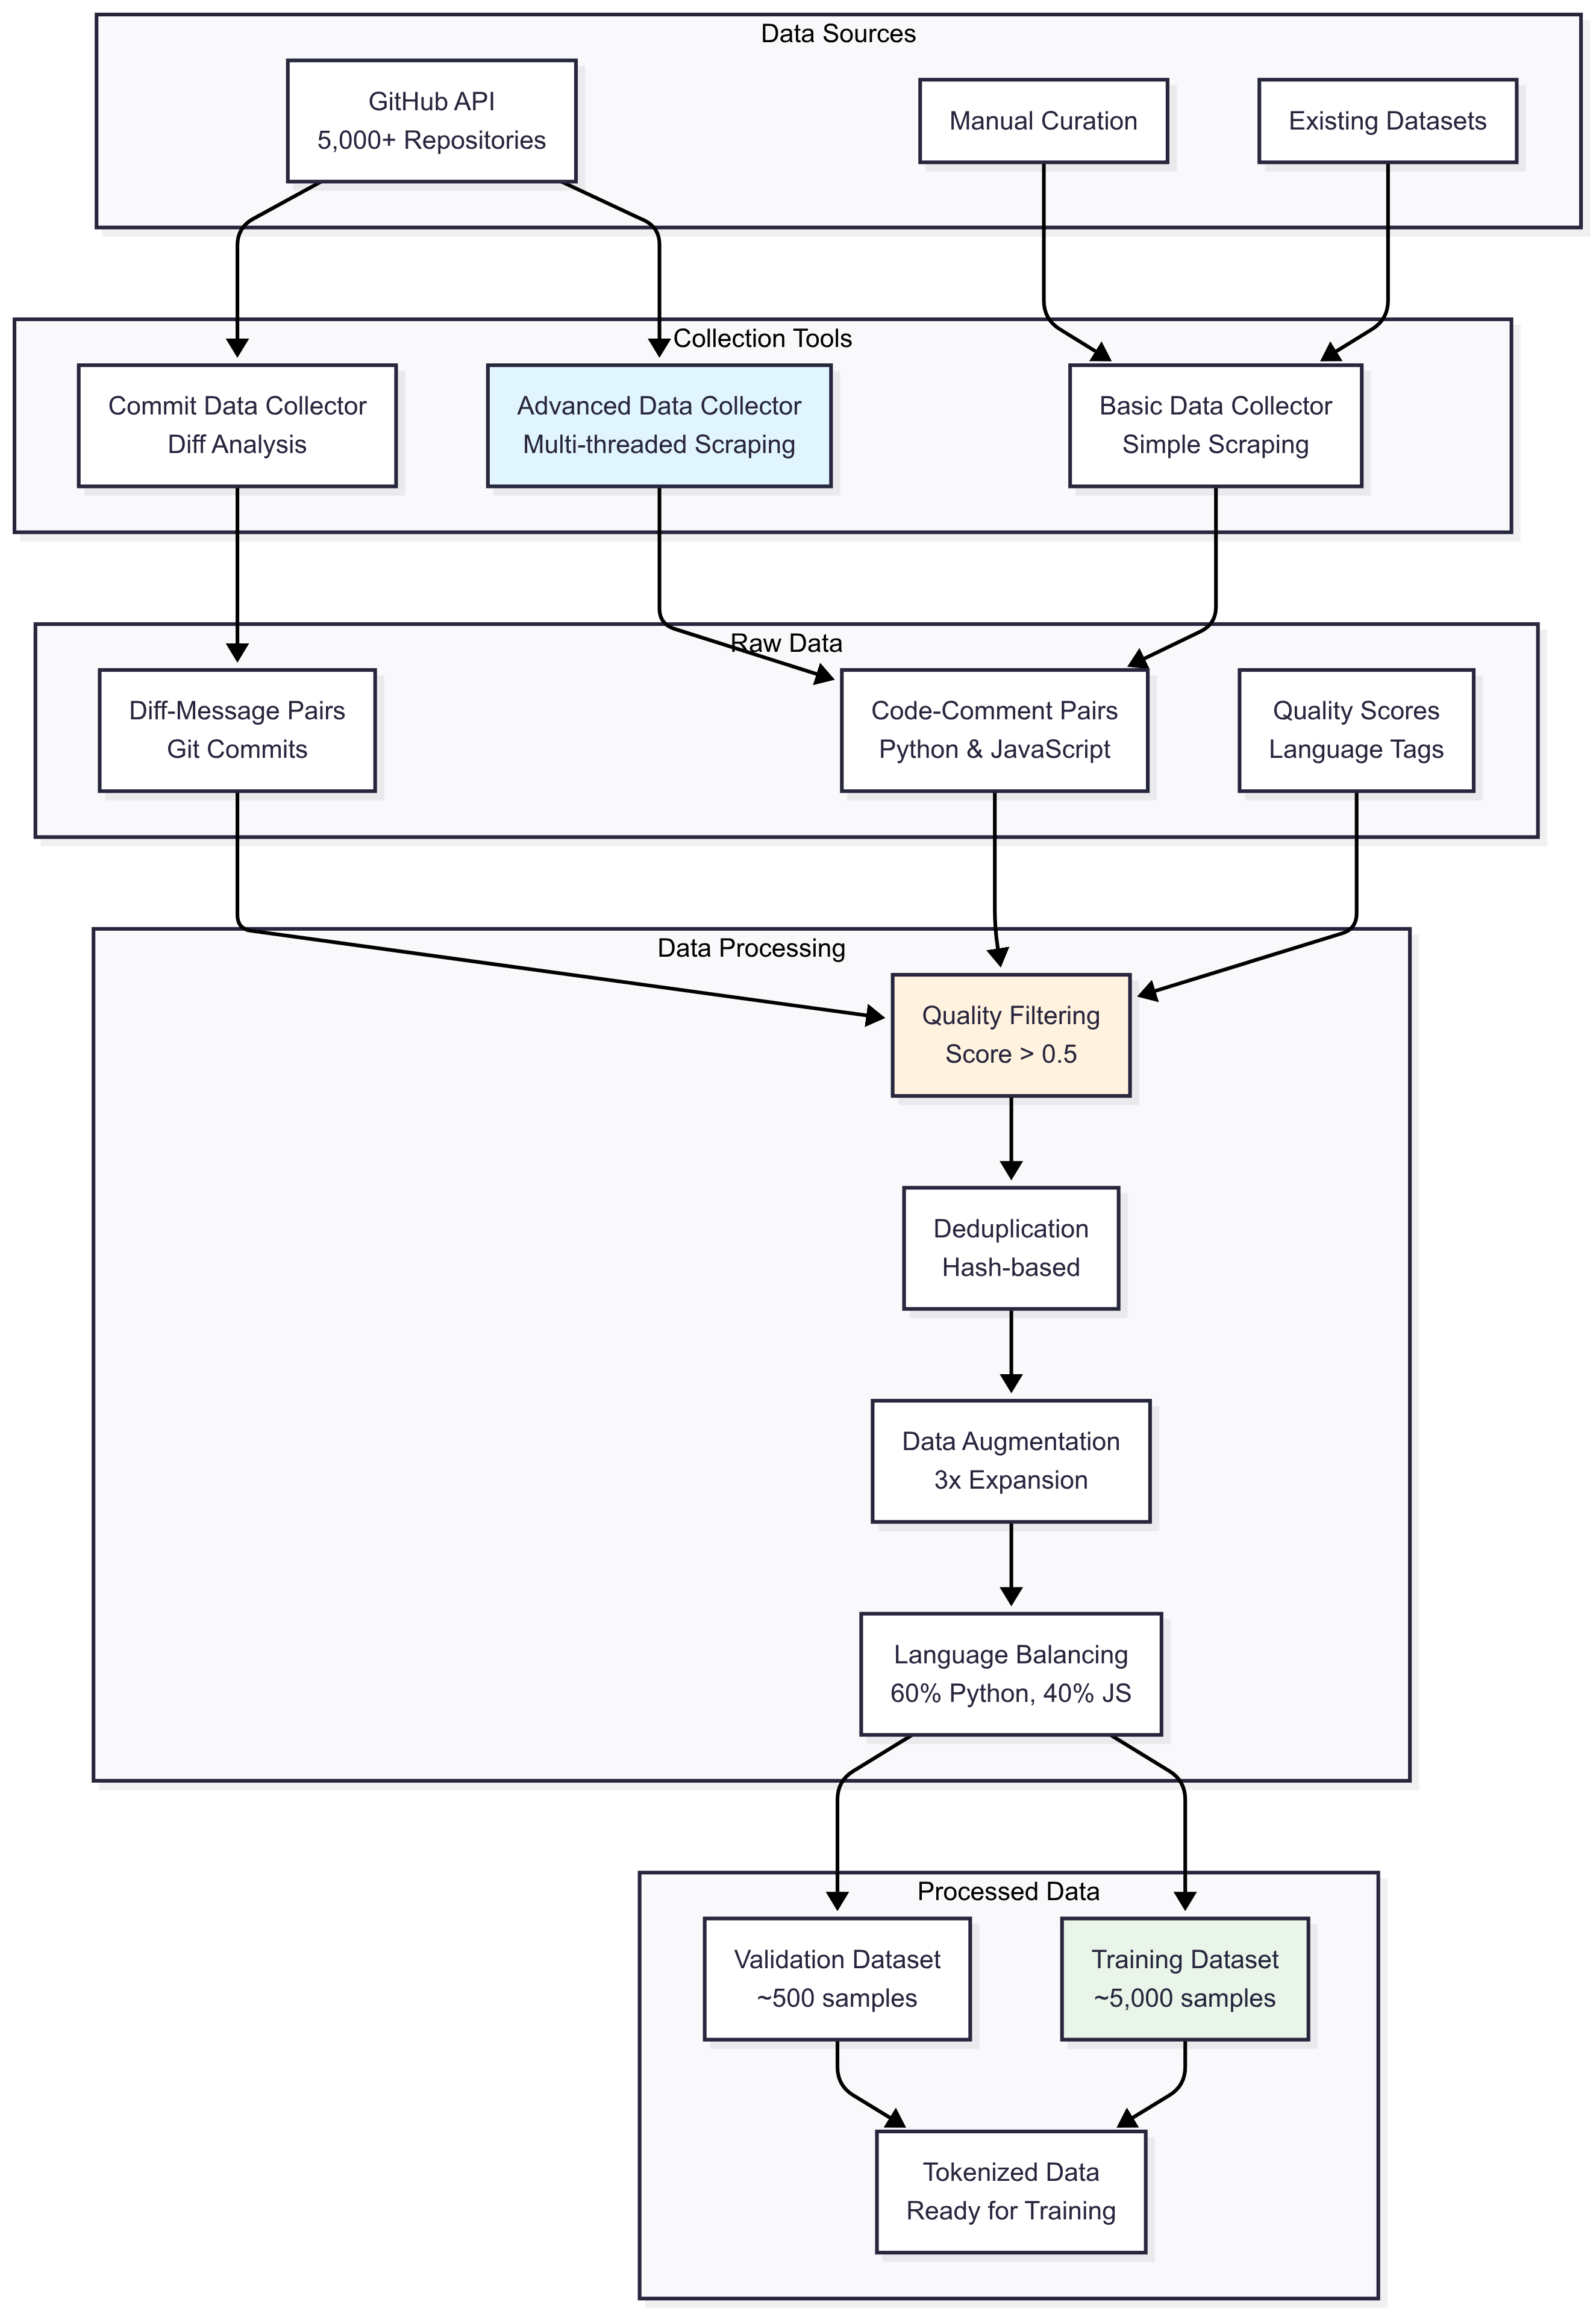 Data Sources
GitHub API
5,000+ Repositories
Manual Curation
Existing Datasets
Collection Tools
Commit Data Collector
Diff Analysis
Advanced Data Collector
Multi-threaded Scraping
Basic Data Collector
Simple Scraping
Raw Data
Diff-Message Pairs
Git Commits
Code-Comment Pairs
Python & JavaScript
Quality Scores
Language Tags
Data Processing
Quality Filtering
Score > 0.5
Deduplication
Hash-based
Data Augmentation
3x Expansion
Language Balancing
60% Python, 40% JS
Processed Data
Validation Dataset
~500 samples
Training Dataset
~5,000 samples
Tokenized Data
Ready for Training